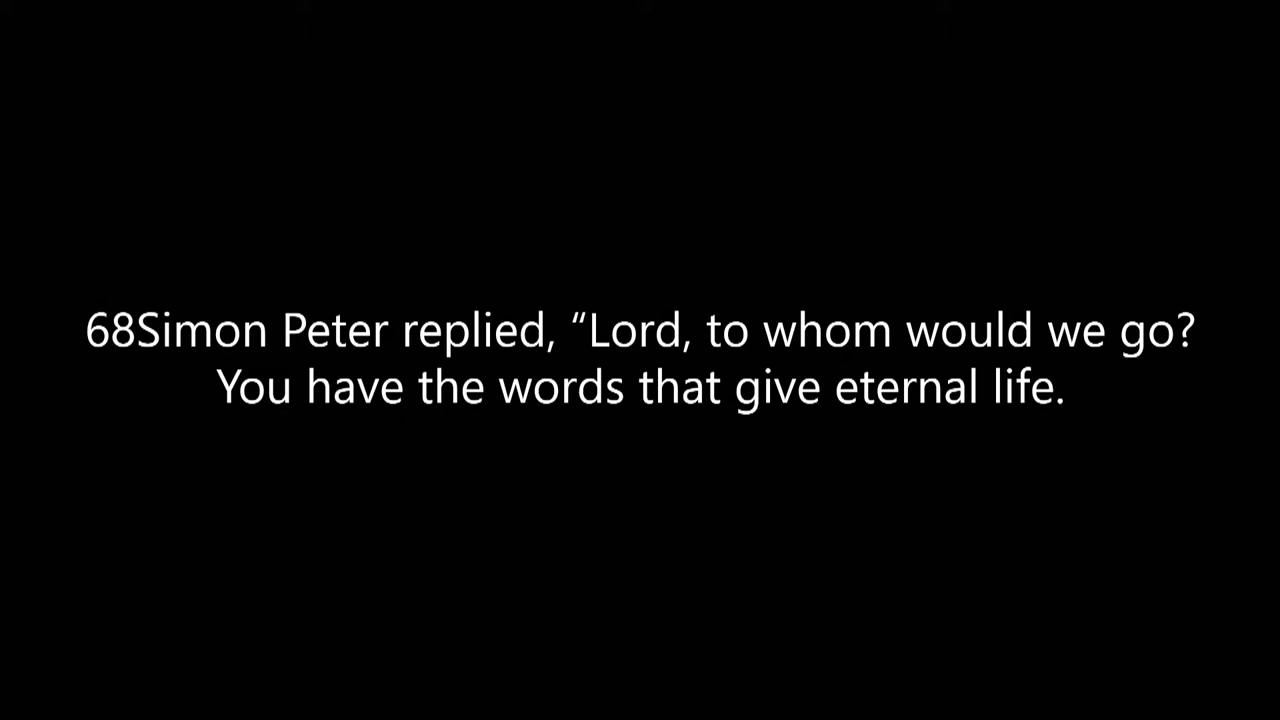 68Simon Peter replied, “Lord, to whom would we go?
You have the words that give eternal life.